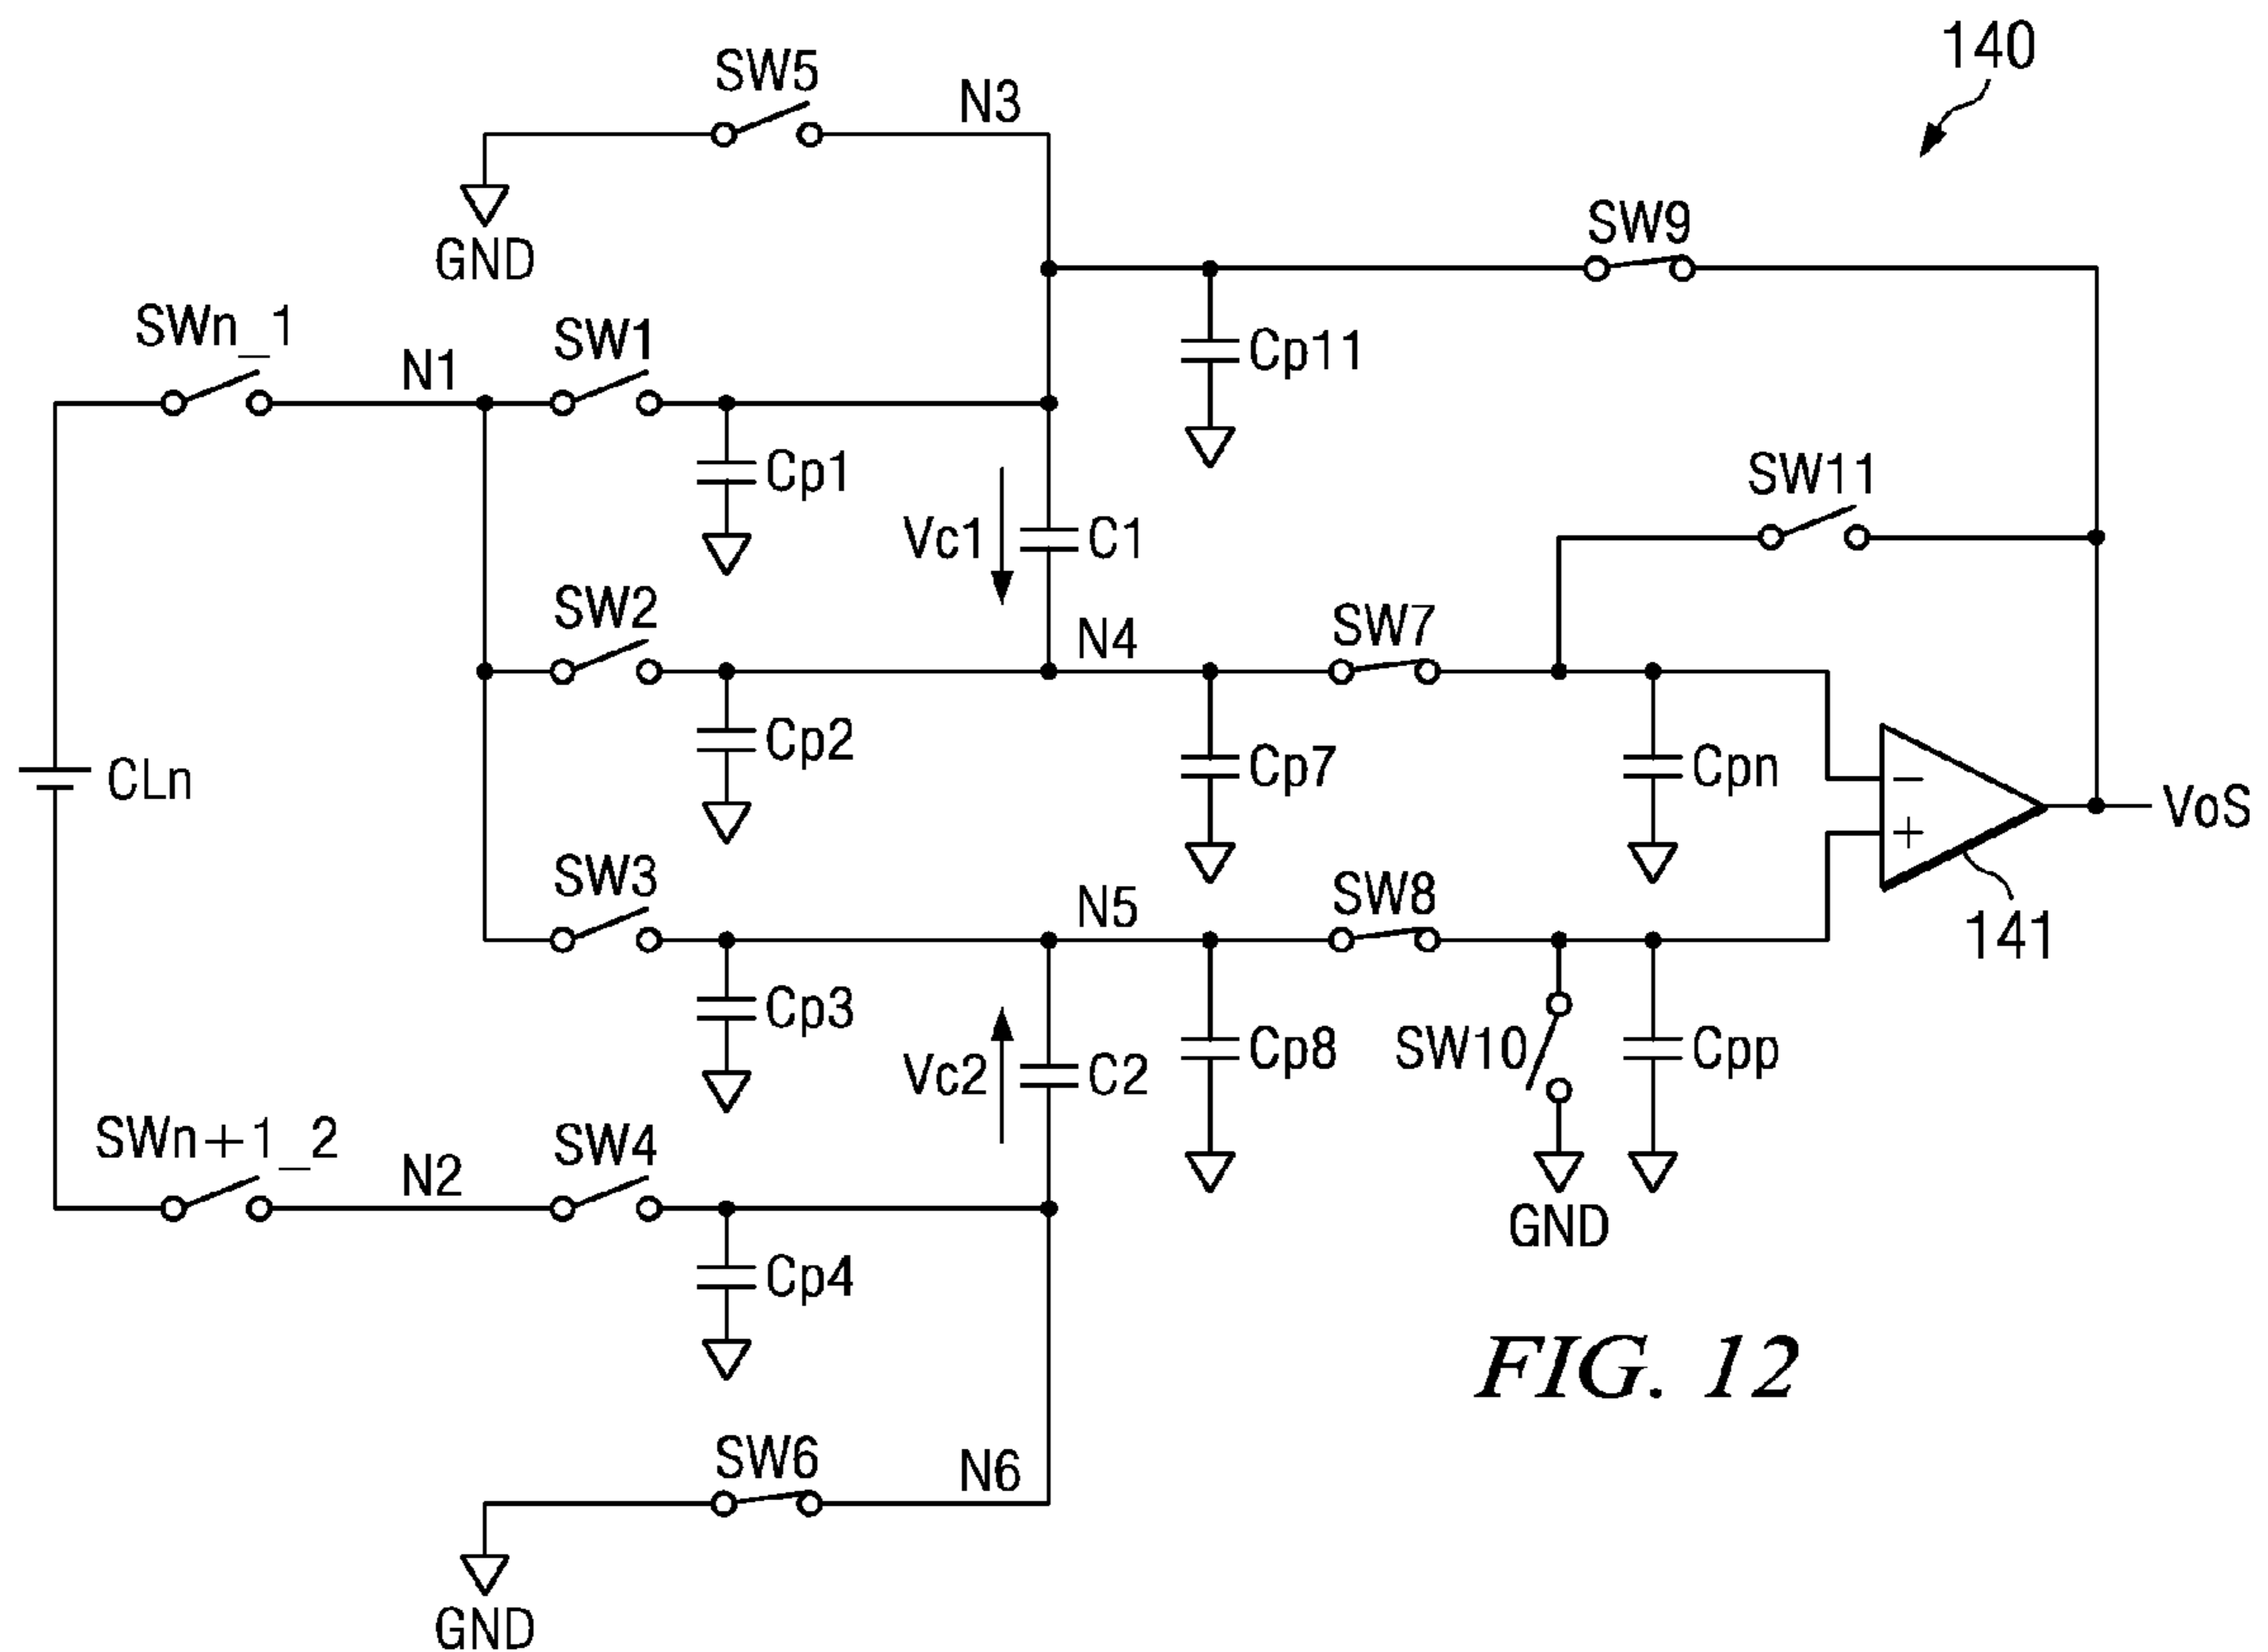 140
SW5
N3
GND
SW9
SWn_1
N1
SW1
Cp11
Cp1
SW11
Vc1
C1
SW2
N4
SW7
CLn
Cp2
Cp7
Cpn
−
+
VoS
SW3
N5
SW8
141
Cp3
Vc2
C2
Cp8
SW10
Cpp
SWn+1_2
N2
SW4
GND
Cp4
FIG. 12
SW6
N6
GND